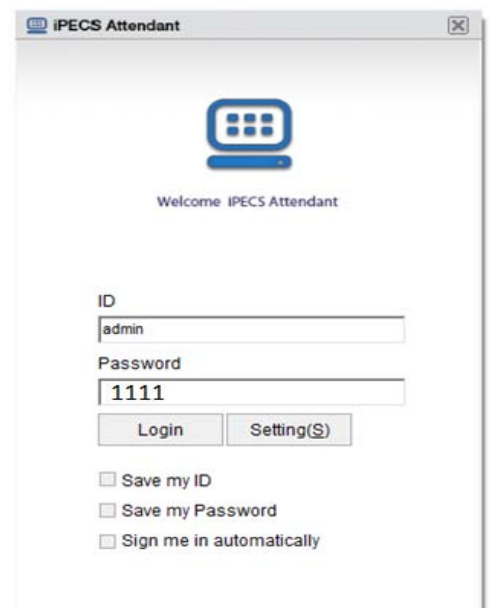 iPECS Attendant
Welcome iPECS Attendant
ID
admin
Password
1111
Login Setting(S)
Save my ID
Save my Password
Sign me in automatically